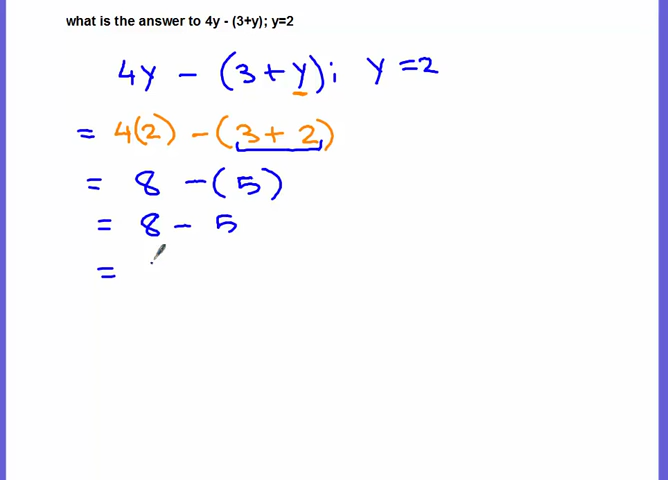 what is the answer to 4y - (3+y); y=2
4y - (3 + y); y = 2
= 4(2) - (3 + 2)
= 8 - (5)
= 8 - 5
=